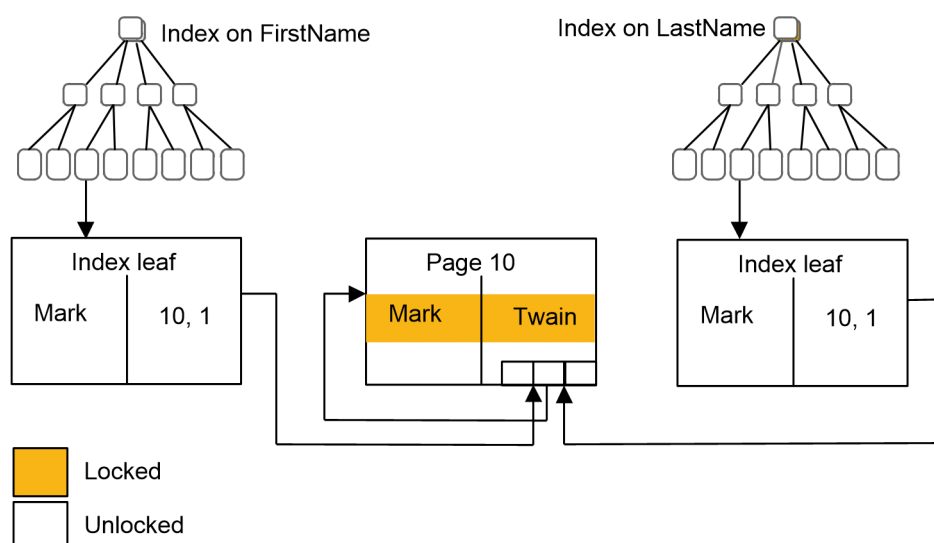 Index on FirstName
Index on LastName
Index leaf
Mark 10, 1
Page 10
Mark Twain
Index leaf
Mark 10, 1
Locked
Unlocked